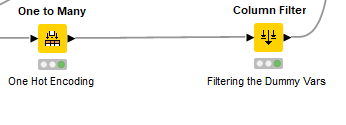 One to Many
Column Filter
One Hot Encoding
Filtering the Dummy Vars